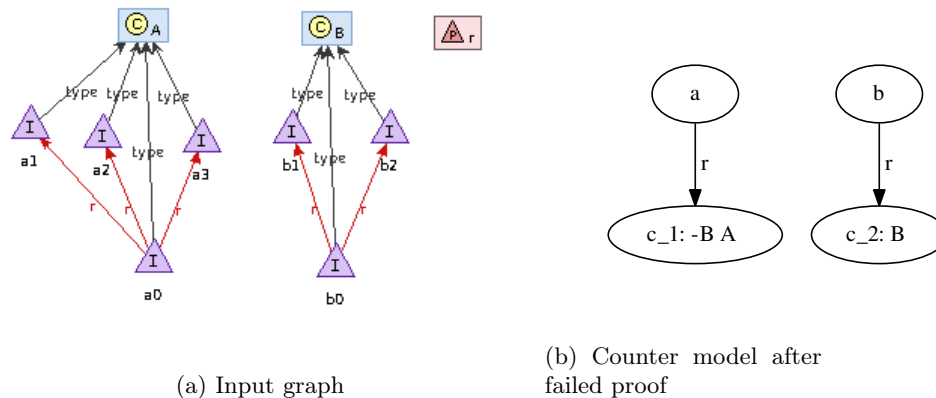 C A
C B
P r
type
type
type
type
type
type
type
I
I
I
I
I
a1
a2
a3
b1
b2
r
r
r
r
r
I
I
a0
b0
a
b
r
r
c_1: -B A
c_2: B
(a) Input graph
(b) Counter model after
failed proof